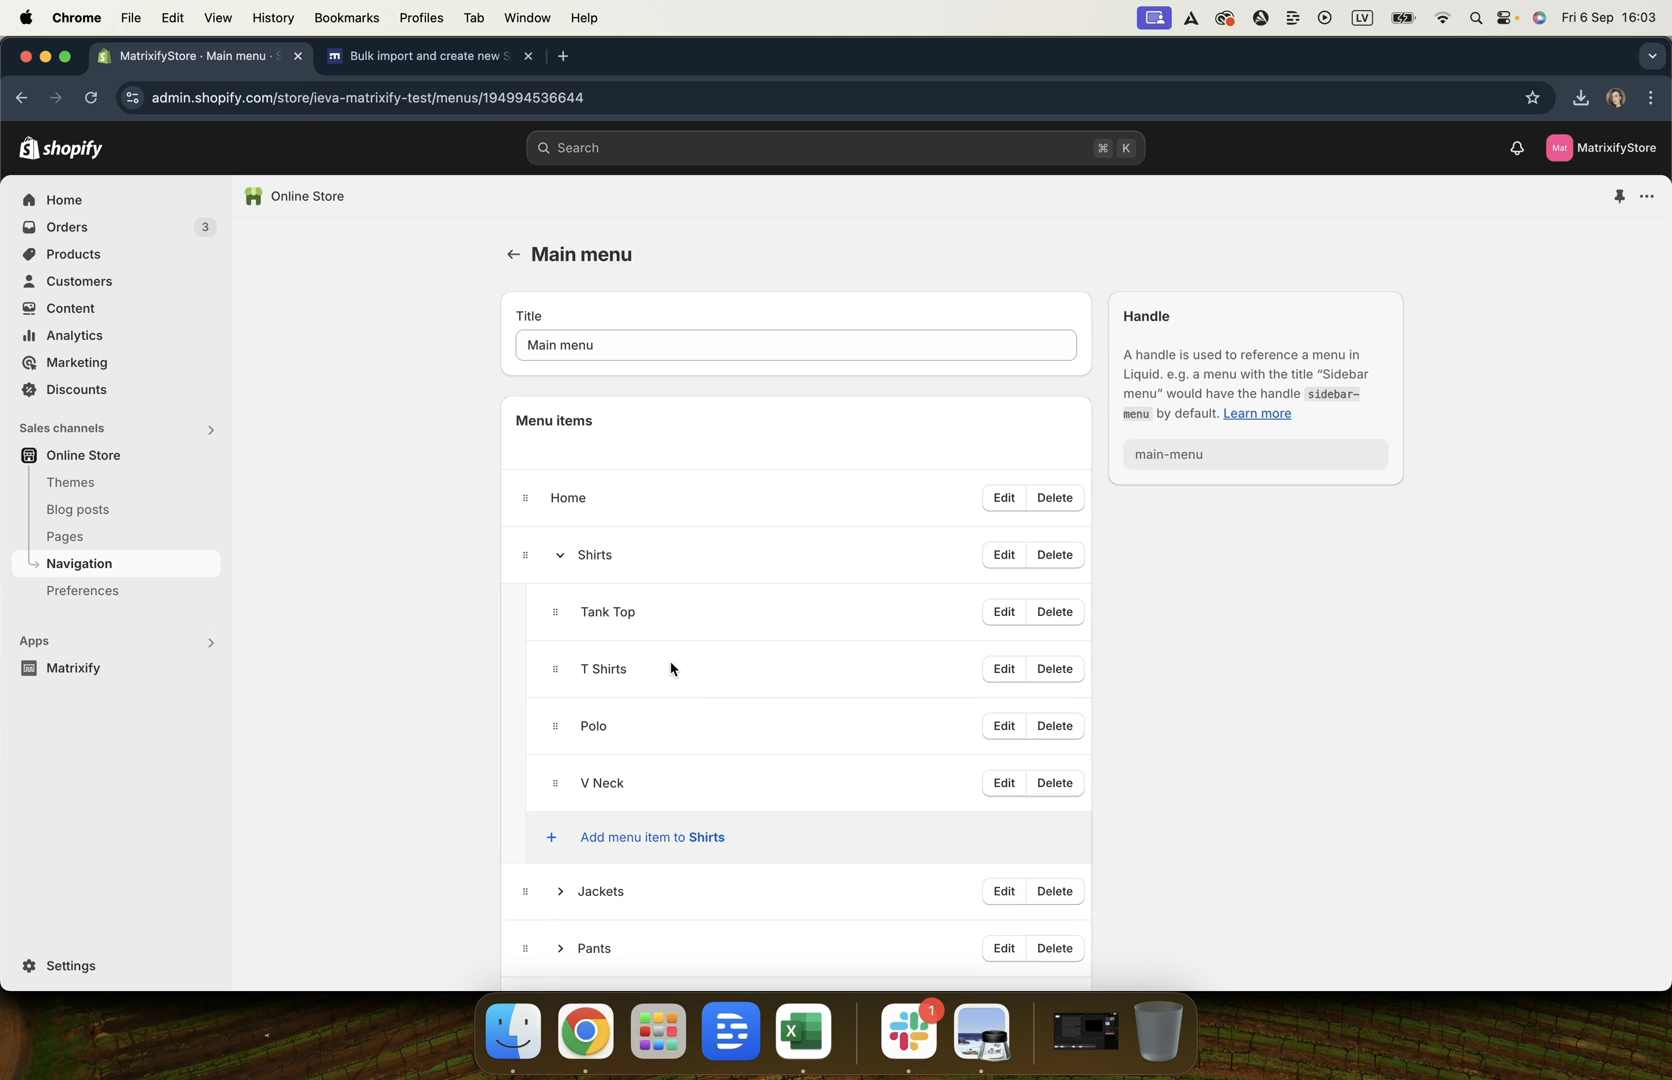 Chrome File Edit View History Bookmarks Profiles Tab Window Help LV Fri 6 Sep 16:03
MatrixifyStore · Main menu · S Bulk import and create new S
admin.shopify.com/store/ieva-matrixify-test/menus/194994536644
shopify Search ⌘ K Mat MatrixifyStore
Home
Orders 3
Products
Customers
Content
Analytics
Marketing
Discounts
Sales channels
Online Store
Themes
Blog posts
Pages
Navigation
Preferences
Apps
Matrixify
Settings
Online Store
Main menu
Title
Main menu
Menu items
Home Edit Delete
Shirts Edit Delete
Tank Top Edit Delete
T Shirts Edit Delete
Polo Edit Delete
V Neck Edit Delete
+ Add menu item to Shirts
Jackets Edit Delete
Pants Edit Delete
Handle
A handle is used to reference a menu in
Liquid. e.g. a menu with the title “Sidebar
menu” would have the handle sidebar-
menu by default. Learn more
main-menu
1